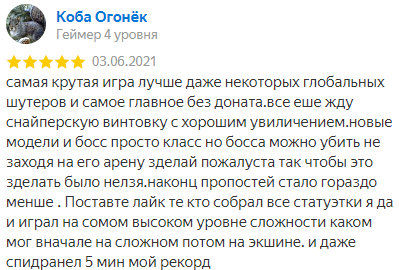 Коба Огонёк
Геймер 4 уровня
03.06.2021
самая крутая игра лучше даже некоторых глобальных
шутеров и самое главное без доната.все еше жду
снайперскую винтовку с хорошим увиличением.новые
модели и босс просто класс но босса можно убить не
заходя на его арену зделай пожалуста так чтобы это
зделать было нелзя.наконц пропостей стало гораздо
менше . Поставте лайк те кто собрал все статуэтки я да
и играл на сомом высоком уровне сложности каком
мог вначале на сложном потом на экшине. и даже
спидранел 5 мин мой рекорд